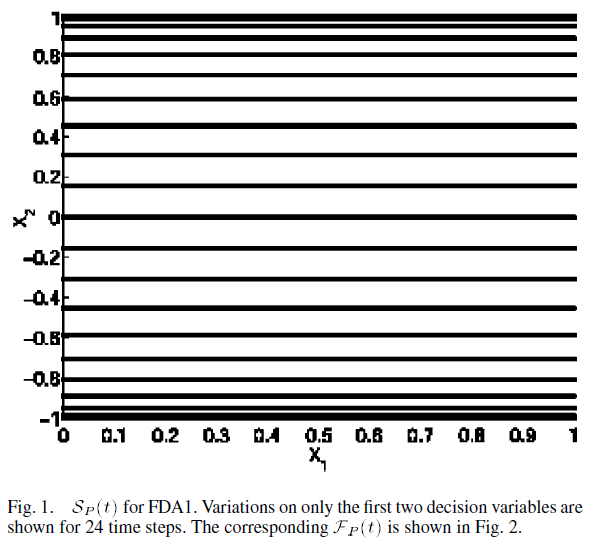 1
0.8
0.6
0.4
0.2
0
−0.2
−0.4
−0.6
−0.8
−1
X2
0 0.1 0.2 0.3 0.4 0.5 0.6 0.7 0.8 0.9 1
X1
Fig. 1. 𝒮P(t) for FDA1. Variations on only the first two decision variables are
shown for 24 time steps. The corresponding ℱP(t) is shown in Fig. 2.